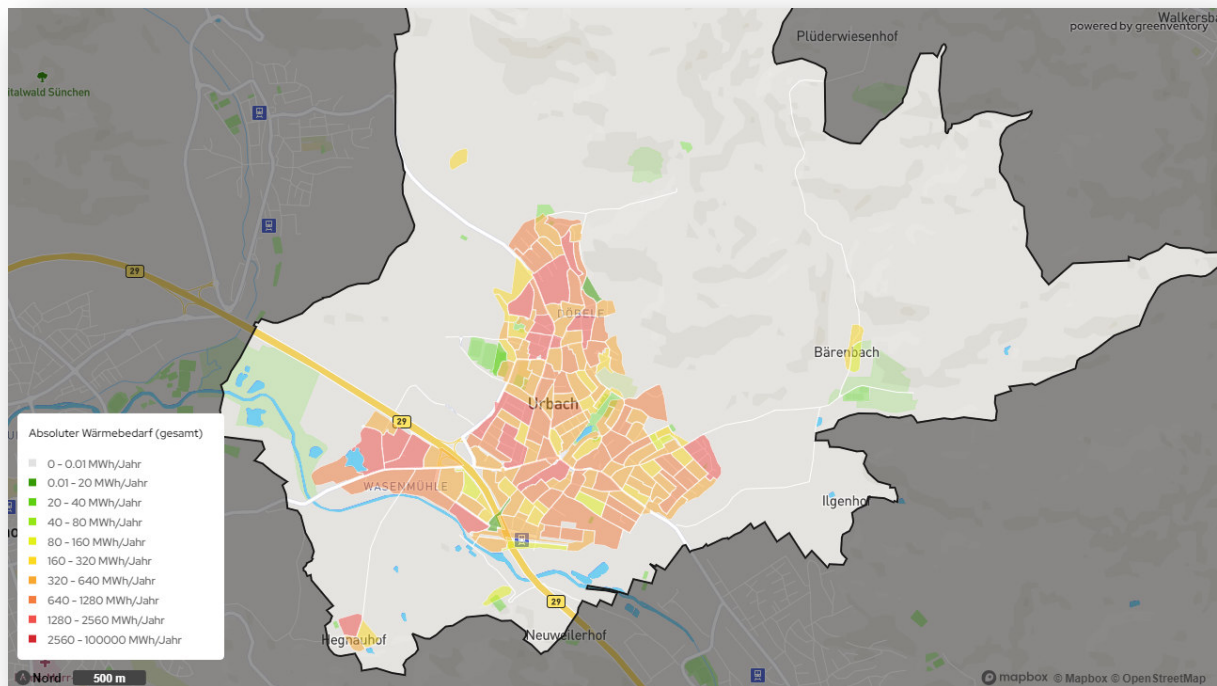 Walkersba
powered by greenventory
Plüderwiesenhof
italwald Sünchen
29
DÖRFLE
Bärenbach
Urbach
29
Absoluter Wärmebedarf (gesamt)
0 - 0.01 MWh/Jahr
0.01 - 20 MWh/Jahr
20 - 40 MWh/Jahr
40 - 80 MWh/Jahr
80 - 160 MWh/Jahr
160 - 320 MWh/Jahr
320 - 640 MWh/Jahr
640 - 1280 MWh/Jahr
1280 - 2560 MWh/Jahr
2560 - 100000 MWh/Jahr
WASENMÜHLE
Ilgenhof
29
Hegnauhof
Neuweilerhof
Nord
500 m
mapbox © Mapbox © OpenStreetMap